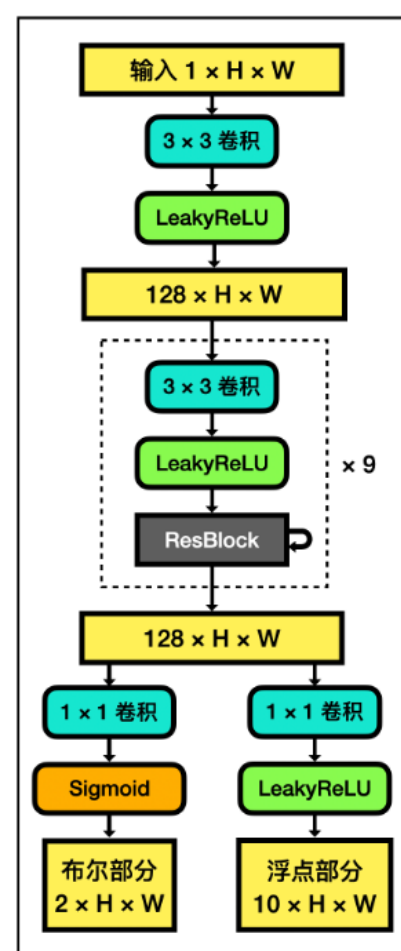 输入 1 × H × W
3 × 3 卷积
LeakyReLU
128 × H × W
3 × 3 卷积
LeakyReLU
× 9
ResBlock
128 × H × W
1 × 1 卷积
1 × 1 卷积
Sigmoid
LeakyReLU
布尔部分
2 × H × W
浮点部分
10 × H × W